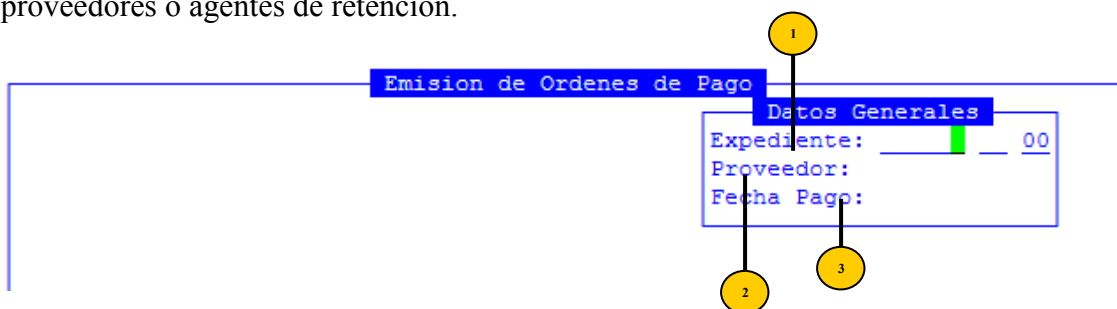 proveedores o agentes de retención.
1
Emision de Ordenes de Pago
Datos Generales
Expediente: 00
Proveedor:
Fecha Pago:
3
2